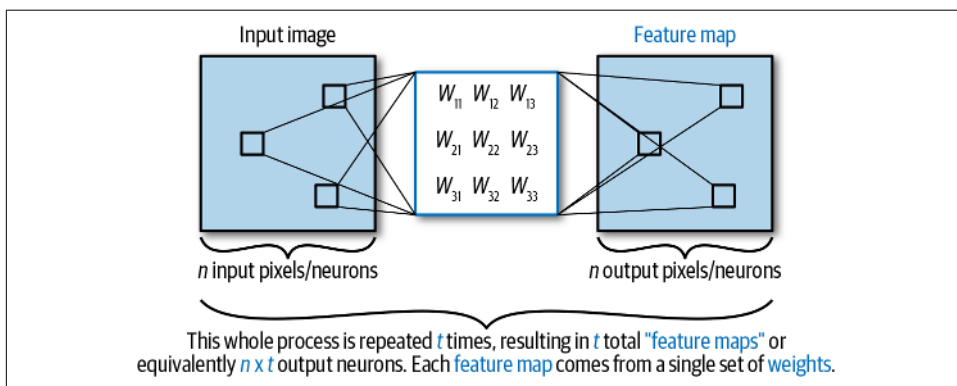 Input image
Feature map
W11 W12 W13
W21 W22 W23
W31 W32 W33
n input pixels/neurons
n output pixels/neurons
This whole process is repeated t times, resulting in t total "feature maps" or
equivalently n x t output neurons. Each feature map comes from a single set of weights.